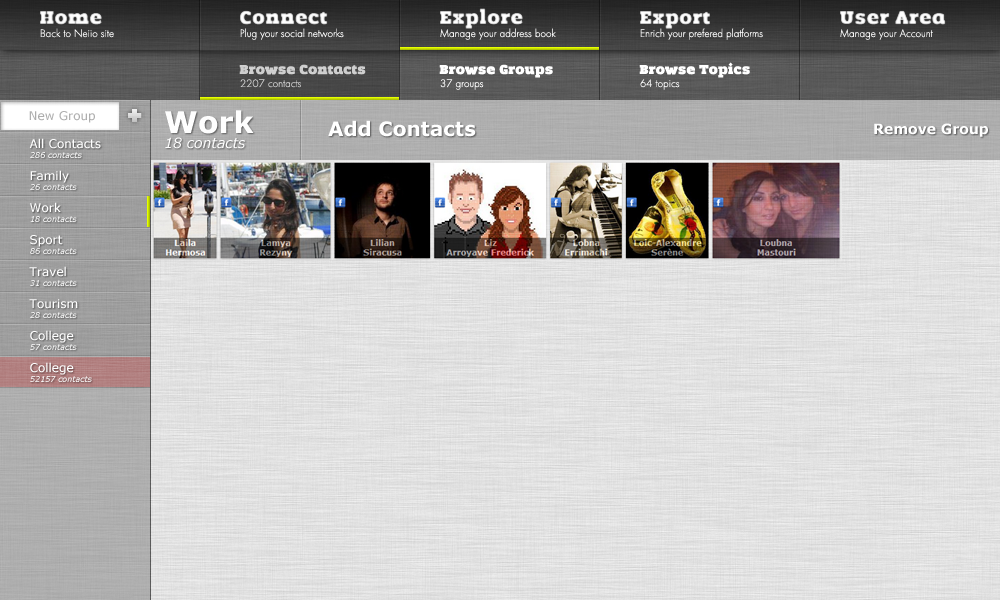 Home
Back to Neiio site
Connect
Plug your social networks
Explore
Manage your address book
Export
Enrich your prefered platforms
User Area
Manage your Account
Browse Contacts
2207 contacts
Browse Groups
37 groups
Browse Topics
64 topics
New Group
All Contacts
286 contacts
Family
26 contacts
Work
18 contacts
Sport
86 contacts
Travel
31 contacts
Tourism
28 contacts
College
57 contacts
College
52157 contacts
Work
18 contacts
Add Contacts
Remove Group
Laila
Hermosa
Lamya
Rezyny
Lilian
Siracusa
Liz
Arroyave Frederick
Lobna
Errimachi
Loic-Alexandre
Serène
Loubna
Mastouri